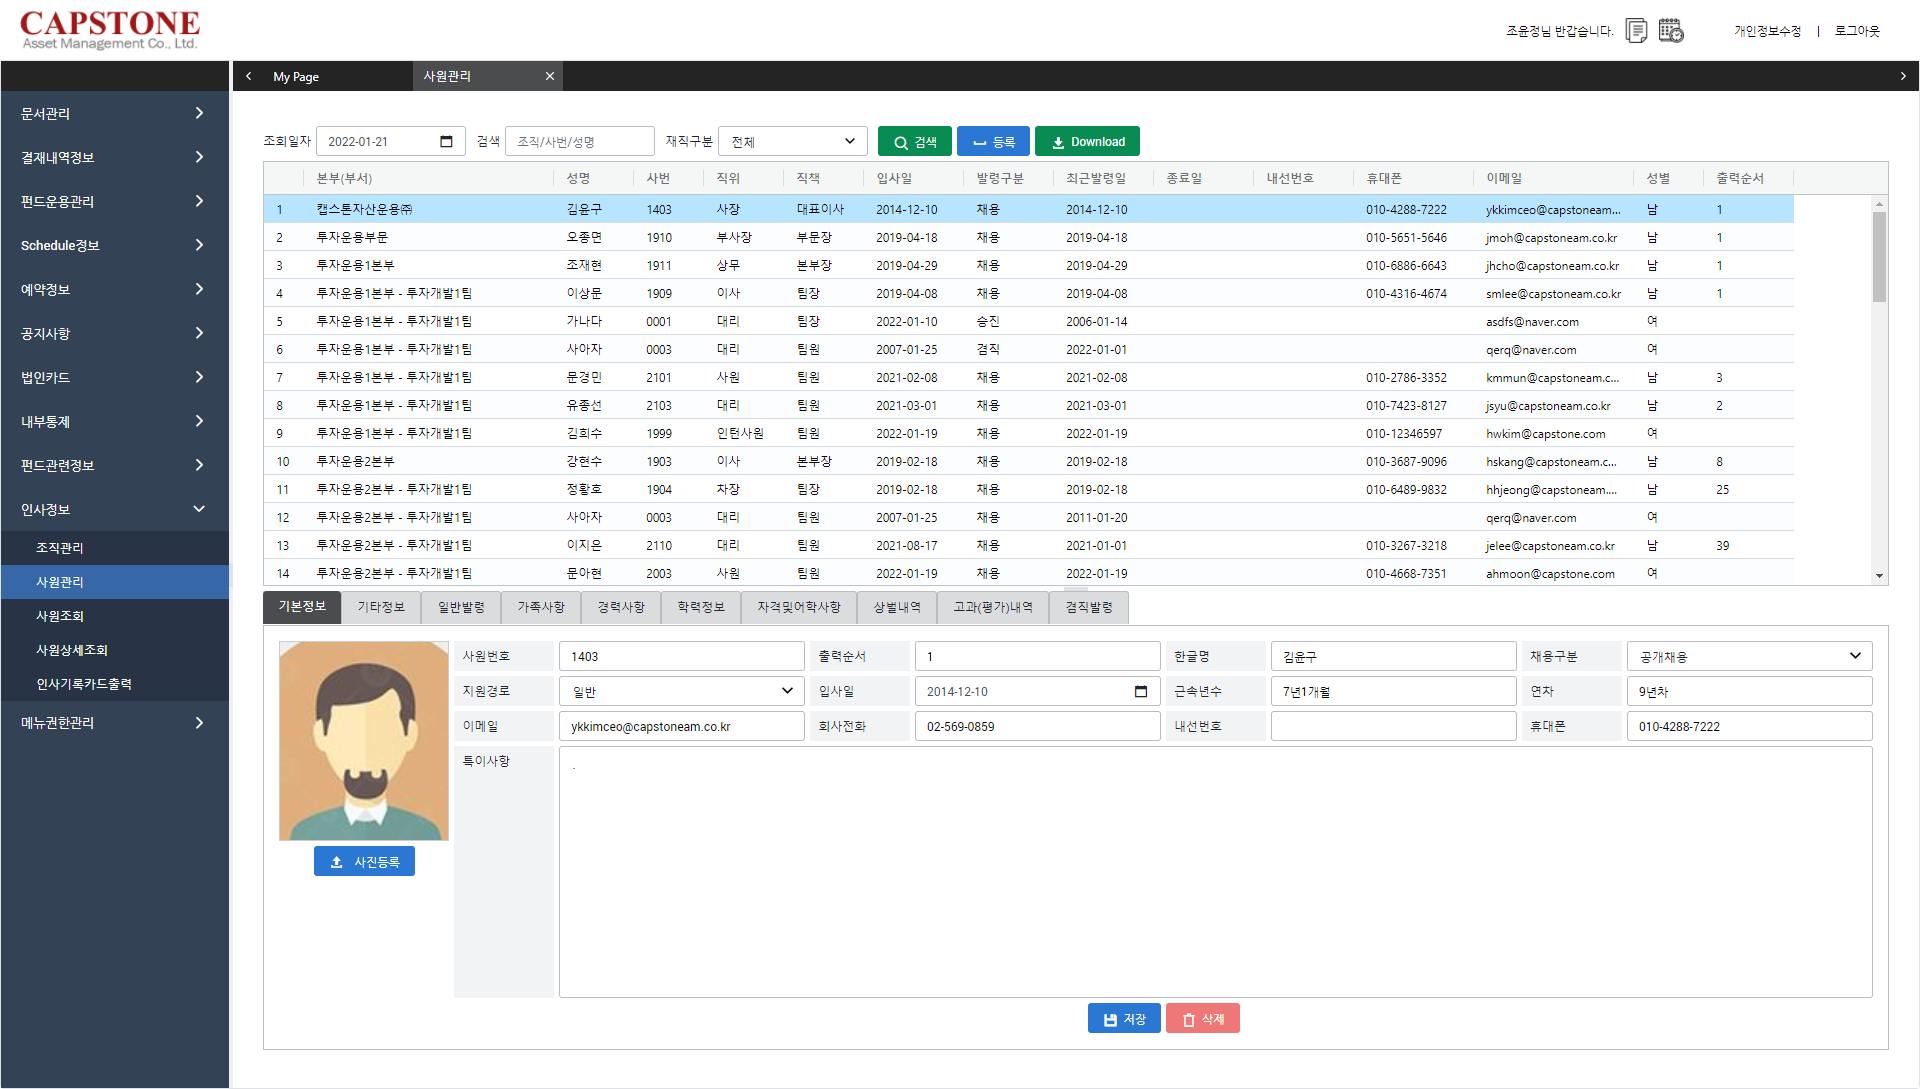 CAPSTONE
Asset Management Co., Ltd.
조윤정님 반갑습니다.
개인정보수정 | 로그아웃
My Page
사원관리
문서관리
결재내역정보
펀드운용관리
Schedule정보
예약정보
공지사항
법인카드
내부통제
펀드관련정보
인사정보
조직관리
사원관리
사원조회
사원상세조회
인사기록카드출력
메뉴권한관리
조회일자 2022-01-21 검색 조직/사번/성명 재직구분 전체 검색 등록 Download
본부(부서) 성명 사번 직위 직책 입사일 발령구분 최근발령일 종료일 내선번호 휴대폰 이메일 성별 출력순서
1 캡스톤자산운용㈜ 김윤구 1403 사장 대표이사 2014-12-10 채용 2014-12-10 010-4288-7222 ykkimceo@capstoneam... 남 1
2 투자운용부문 오종면 1910 부사장 부문장 2019-04-18 채용 2019-04-18 010-5651-5646 jmoh@capstoneam.co.kr 남 1
3 투자운용1본부 조재현 1911 상무 본부장 2019-04-29 채용 2019-04-29 010-6886-6643 jhcho@capstoneam.co.kr 남 1
4 투자운용1본부 - 투자개발1팀 이상문 1909 이사 팀장 2019-04-08 채용 2019-04-08 010-4316-4674 smlee@capstoneam.co.kr 남 1
5 투자운용1본부 - 투자개발1팀 가나다 0001 대리 팀장 2022-01-10 승진 2006-01-14 asdfs@naver.com 여
6 투자운용1본부 - 투자개발1팀 사아자 0003 대리 팀원 2007-01-25 겸직 2022-01-01 qerq@naver.com 여
7 투자운용1본부 - 투자개발1팀 문경민 2101 사원 팀원 2021-02-08 채용 2021-02-08 010-2786-3352 kmmun@capstoneam.c... 남 3
8 투자운용1본부 - 투자개발1팀 유종선 2103 대리 팀원 2021-03-01 채용 2021-03-01 010-7423-8127 jsyu@capstoneam.co.kr 남 2
9 투자운용1본부 - 투자개발1팀 김희수 1999 인턴사원 팀원 2022-01-19 채용 2022-01-19 010-12346597 hwkim@capstone.com 여
10 투자운용2본부 강현수 1903 이사 본부장 2019-02-18 채용 2019-02-18 010-3687-9096 hskang@capstoneam.c... 남 8
11 투자운용2본부 - 투자개발1팀 정황호 1904 차장 팀장 2019-02-18 채용 2019-02-18 010-6489-9832 hhjeong@capstoneam.... 남 25
12 투자운용2본부 - 투자개발1팀 사아자 0003 대리 팀원 2007-01-25 채용 2011-01-20 qerq@naver.com 여
13 투자운용2본부 - 투자개발1팀 이지은 2110 대리 팀원 2021-08-17 채용 2021-01-01 010-3267-3218 jelee@capstoneam.co.kr 남 39
14 투자운용2본부 - 투자개발1팀 문아현 2003 사원 팀원 2022-01-19 채용 2022-01-19 010-4668-7351 ahmoon@capstone.com 여
기본정보 기타정보 일반발령 가족사항 경력사항 학력정보 자격및어학사항 상벌내역 고과(평가)내역 겸직발령
사원번호 1403 출력순서 1 한글명 김윤구 채용구분 공개채용
지원경로 일반 입사일 2014-12-10 근속년수 7년1개월 연차 9년차
이메일 ykkimceo@capstoneam.co.kr 회사전화 02-569-0859 내선번호 휴대폰 010-4288-7222
특이사항 .
사진등록
저장 삭제